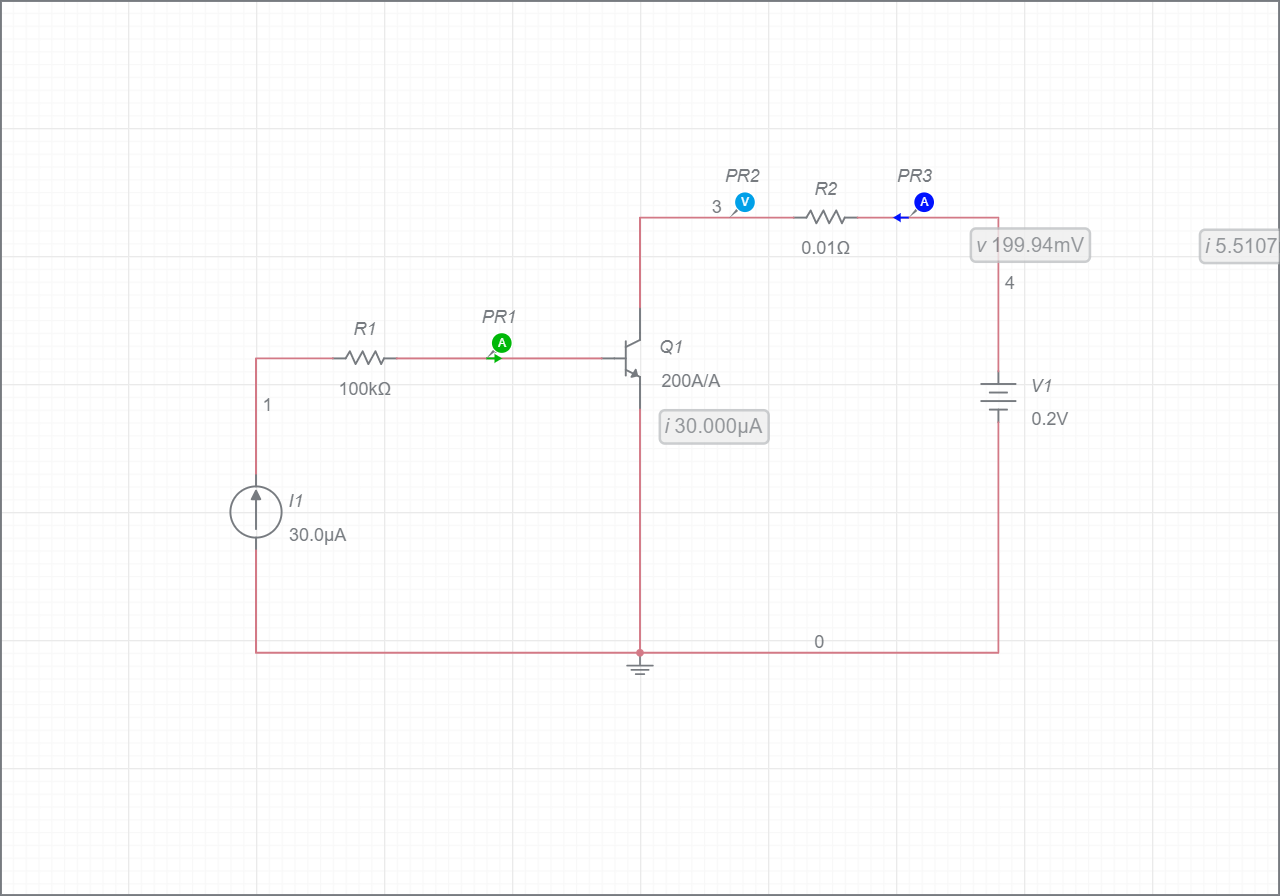 PR2
R2
PR3
V
A
3
0.01Ω
v 199.94mV
i 5.5107
4
PR1
R1
A
Q1
100kΩ
200A/A
V1
1
i 30.000µA
0.2V
I1
30.0µA
0